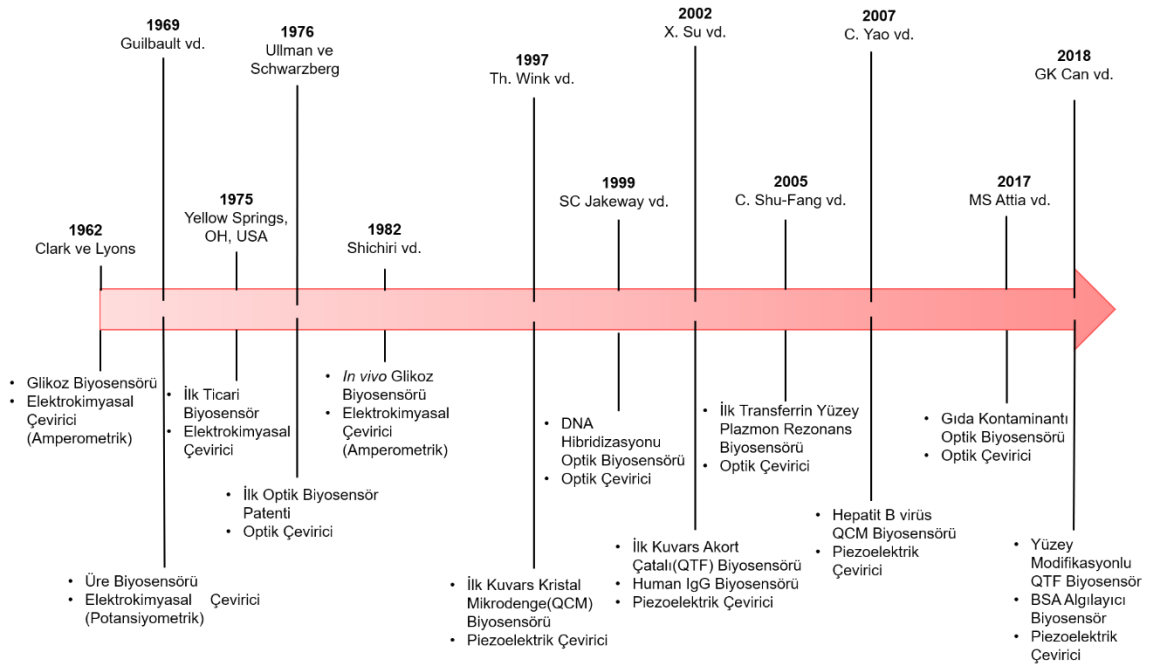 1962
Clark ve Lyons
• Glikoz Biyosensörü
• Elektrokimyasal
Çevirici
(Amperometrik)
1969
Guilbault vd.
• Üre Biyosensörü
• Elektrokimyasal Çevirici
(Potansiyometrik)
1975
Yellow Springs,
OH, USA
• İlk Ticari
Biyosensör
• Elektrokimyasal
Çevirici
1976
Ullman ve
Schwarzberg
• İlk Optik Biyosensör
Patenti
• Optik Çevirici
1982
Shichiri vd.
• In vivo Glikoz
Biyosensörü
• Elektrokimyasal
Çevirici
(Amperometrik)
1997
Th. Wink vd.
• İlk Kuvars Kristal
Mikrodenge(QCM)
Biyosensörü
• Piezoelektrik Çevirici
1999
SC Jakeway vd.
• DNA
Hibridizasyonu
Optik Biyosensörü
• Optik Çevirici
2002
X. Su vd.
• İlk Kuvars Akort
Çatalı(QTF) Biyosensörü
• Human IgG Biyosensörü
• Piezoelektrik Çevirici
2005
C. Shu-Fang vd.
• İlk Transferrin Yüzey
Plazmon Rezonans
Biyosensörü
• Optik Çevirici
2007
C. Yao vd.
• Hepatit B virüs
QCM Biyosensörü
• Piezoelektrik
Çevirici
2017
MS Attia vd.
• Gıda Kontaminantı
Optik Biyosensörü
• Optik Çevirici
2018
GK Can vd.
• Yüzey
Modifikasyonlu
QTF Biyosensör
• BSA Algılayıcı
Biyosensör
• Piezoelektrik
Çevirici